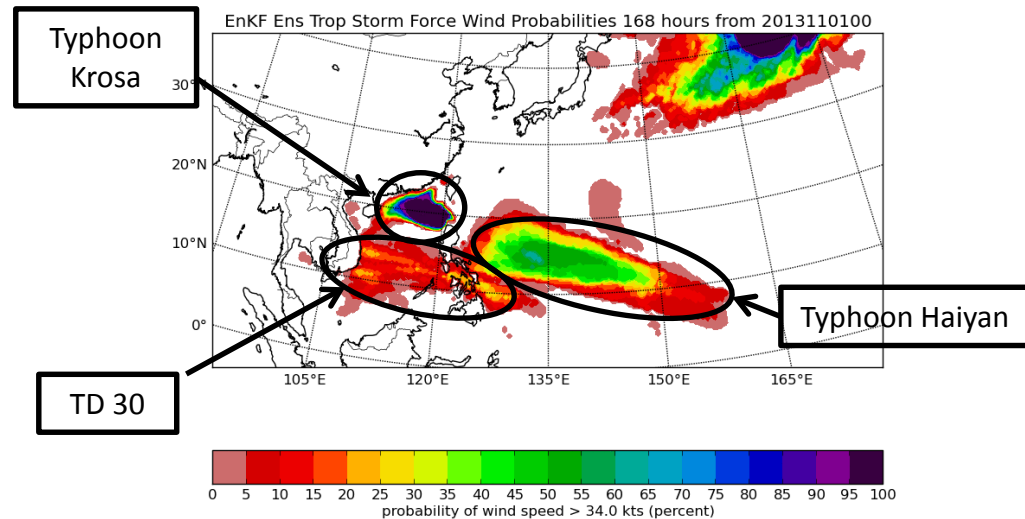 EnKF Ens Trop Storm Force Wind Probabilities 168 hours from 2013110100
Typhoon
Krosa
30°
20°N
10°N
0°
Typhoon Haiyan
TD 30
105°E 120°E 135°E 150°E 165°E
0 5 10 15 20 25 30 35 40 45 50 55 60 65 70 75 80 85 90 95 100
probability of wind speed > 34.0 kts (percent)